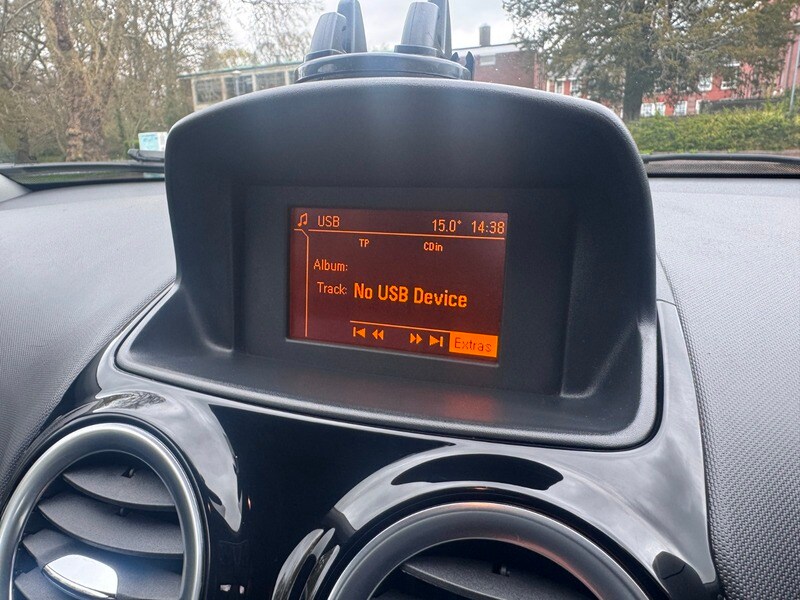 USB 15.0° 14:38
TP CDin
Album:
Track: No USB Device
Extras